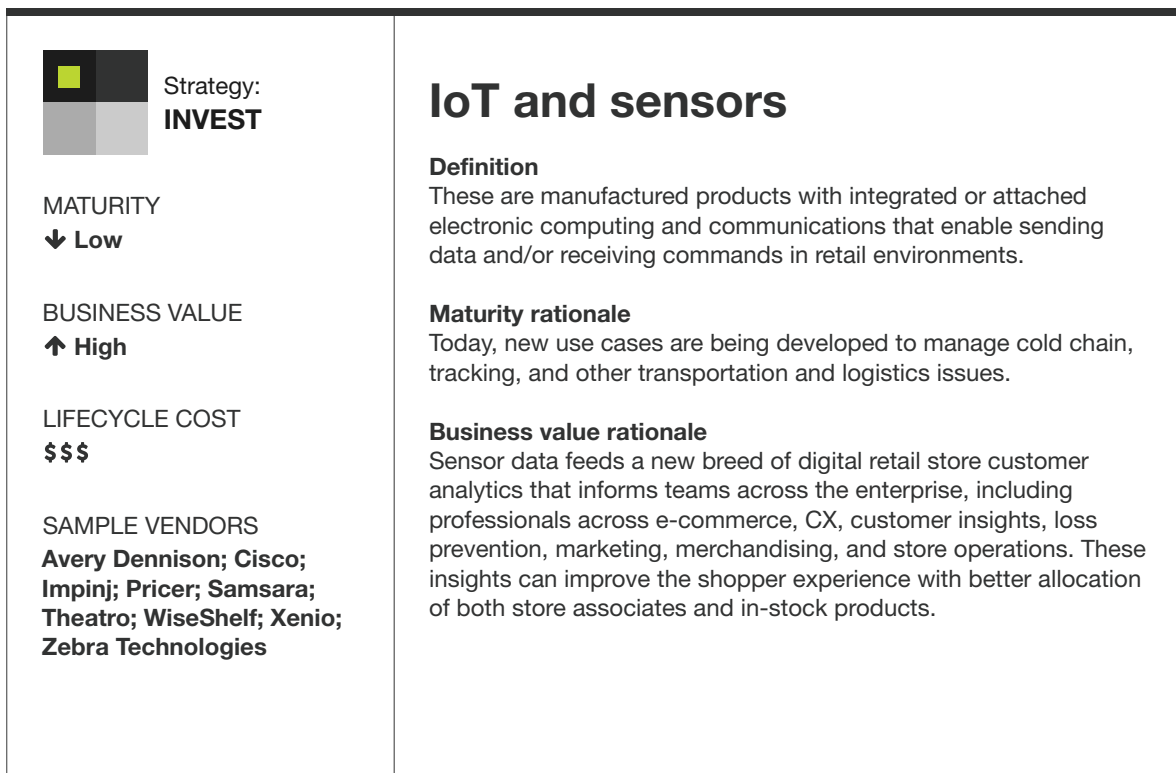 Strategy:
INVEST
MATURITY
↓ Low
BUSINESS VALUE
↑ High
LIFECYCLE COST
$$$
SAMPLE VENDORS
Avery Dennison; Cisco;
Impinj; Pricer; Samsara;
Theatro; WiseShelf; Xenio;
Zebra Technologies
IoT and sensors
Definition
These are manufactured products with integrated or attached
electronic computing and communications that enable sending
data and/or receiving commands in retail environments.
Maturity rationale
Today, new use cases are being developed to manage cold chain,
tracking, and other transportation and logistics issues.
Business value rationale
Sensor data feeds a new breed of digital retail store customer
analytics that informs teams across the enterprise, including
professionals across e-commerce, CX, customer insights, loss
prevention, marketing, merchandising, and store operations. These
insights can improve the shopper experience with better allocation
of both store associates and in-stock products.